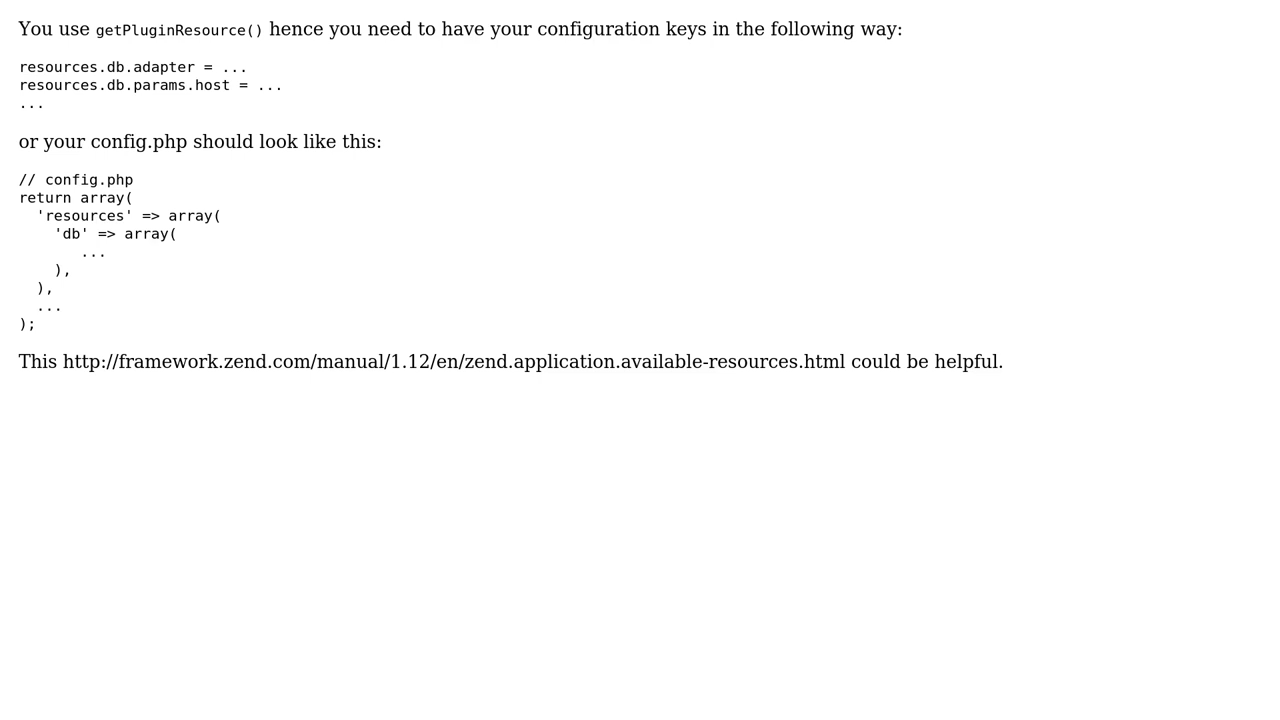 You use getPluginResource() hence you need to have your configuration keys in the following way:
resources.db.adapter = ...
resources.db.params.host = ...
...
or your config.php should look like this:
// config.php
return array(
  'resources' => array(
    'db' => array(
       ...
    ),
  ),
  ...
);
This http://framework.zend.com/manual/1.12/en/zend.application.available-resources.html could be helpful.